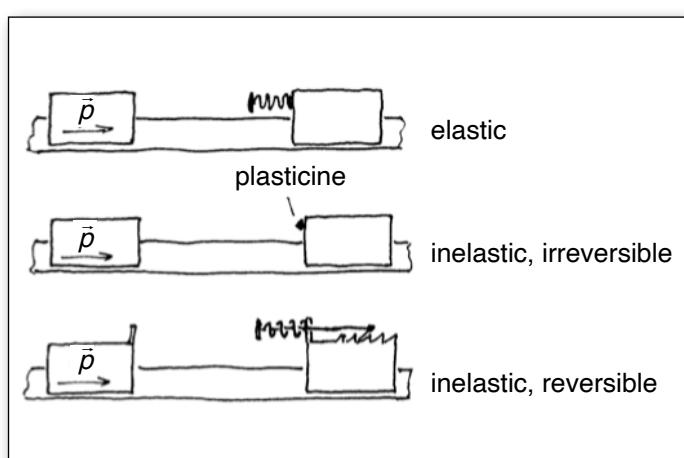 p⃗
elastic
plasticine
p⃗
inelastic, irreversible
p⃗
inelastic, reversible